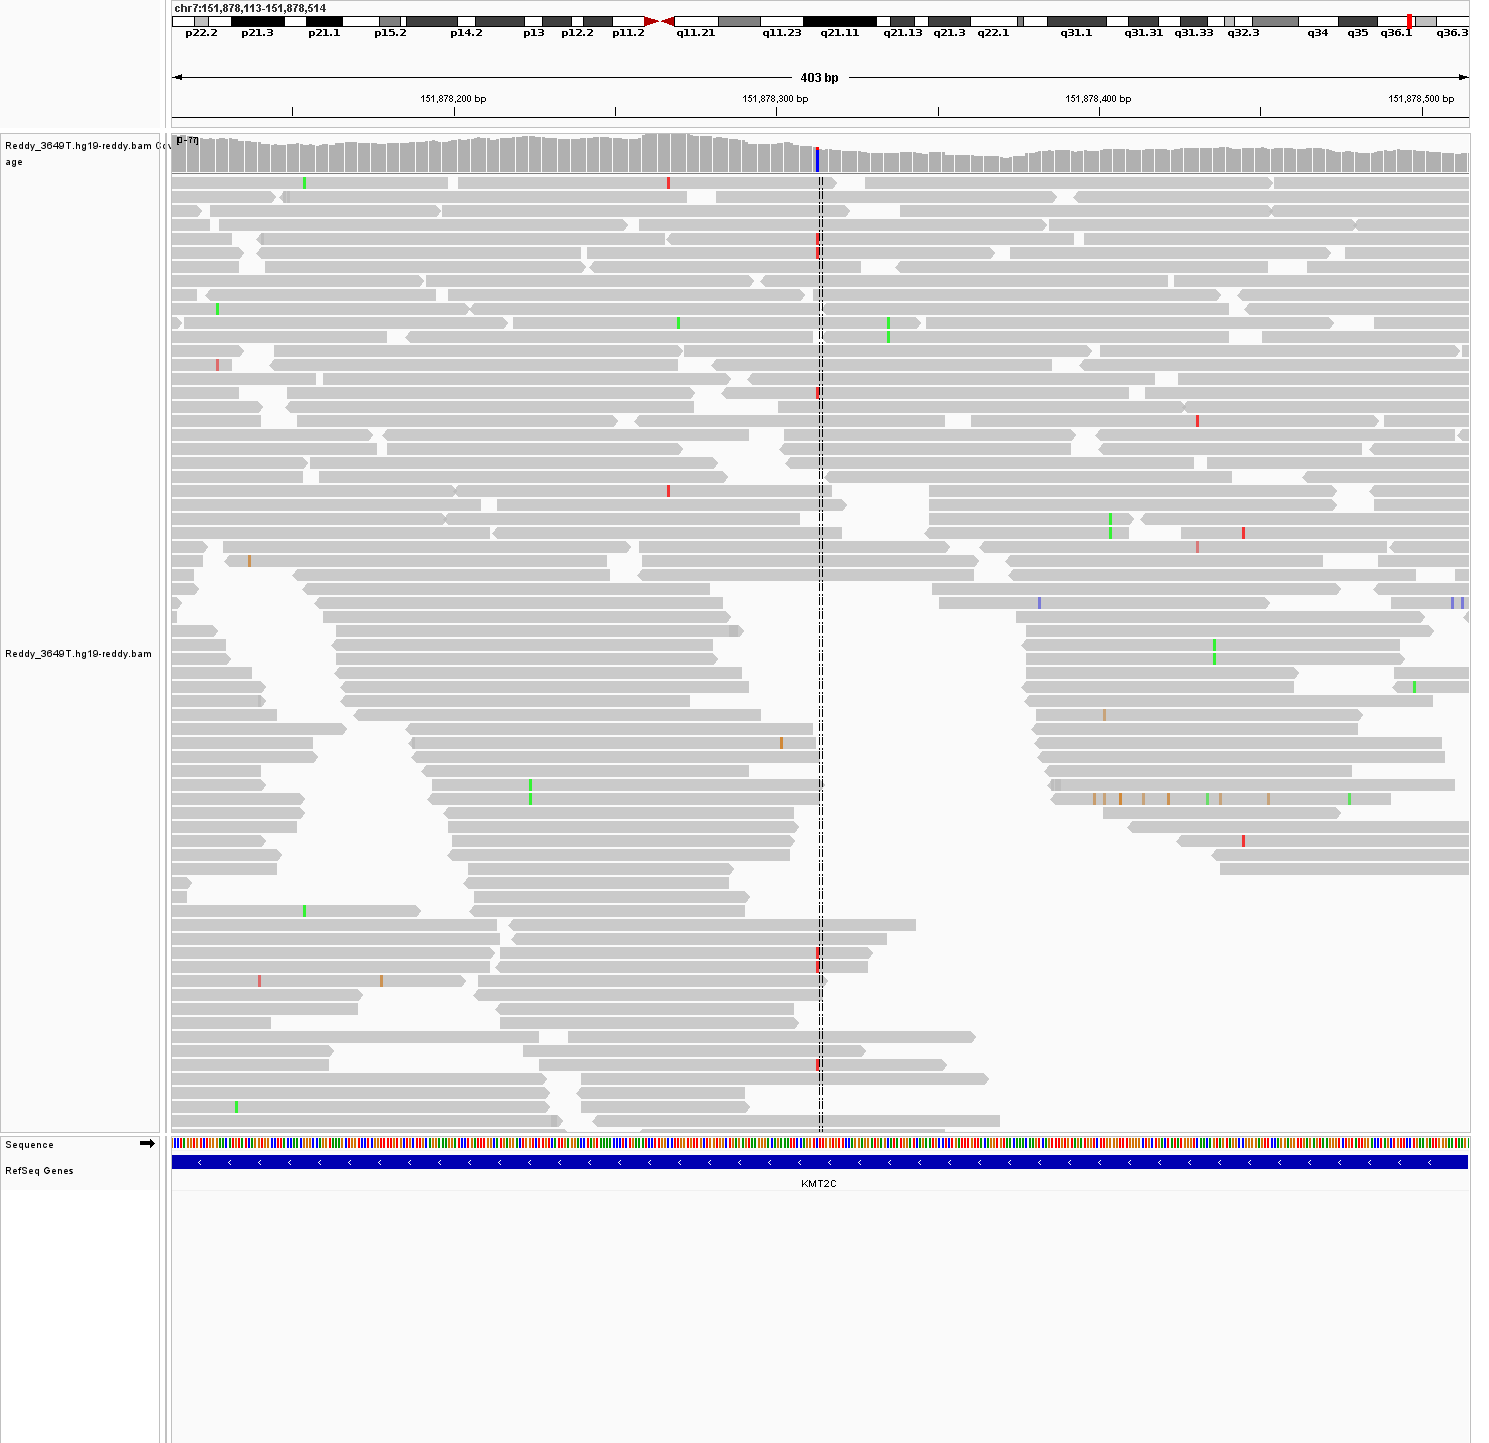 chr7:151,878,113-151,878,514
p22.2 p21.3 p21.1 p15.2 p14.2 p13 p12.2 p11.2 q11.21 q11.23 q21.11 q21.13 q21.3 q22.1 q31.1 q31.31 q31.33 q32.3 q34 q35 q36.1 q36.3
403 bp
151,878,200 bp 151,878,300 bp 151,878,400 bp 151,878,500 bp
Reddy_3649T.hg19-reddy.bam Cov
age
[0 - 77]
Reddy_3649T.hg19-reddy.bam
Sequence
RefSeq Genes
KMT2C